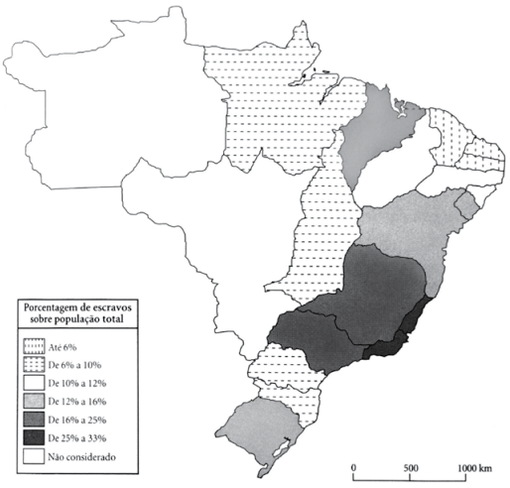 Porcentagem de escravos
sobre população total
Até 6%
De 6% a 10%
De 10% a 12%
De 12% a 16%
De 16% a 25%
De 25% a 33%
Não considerado
0 500 1000 km